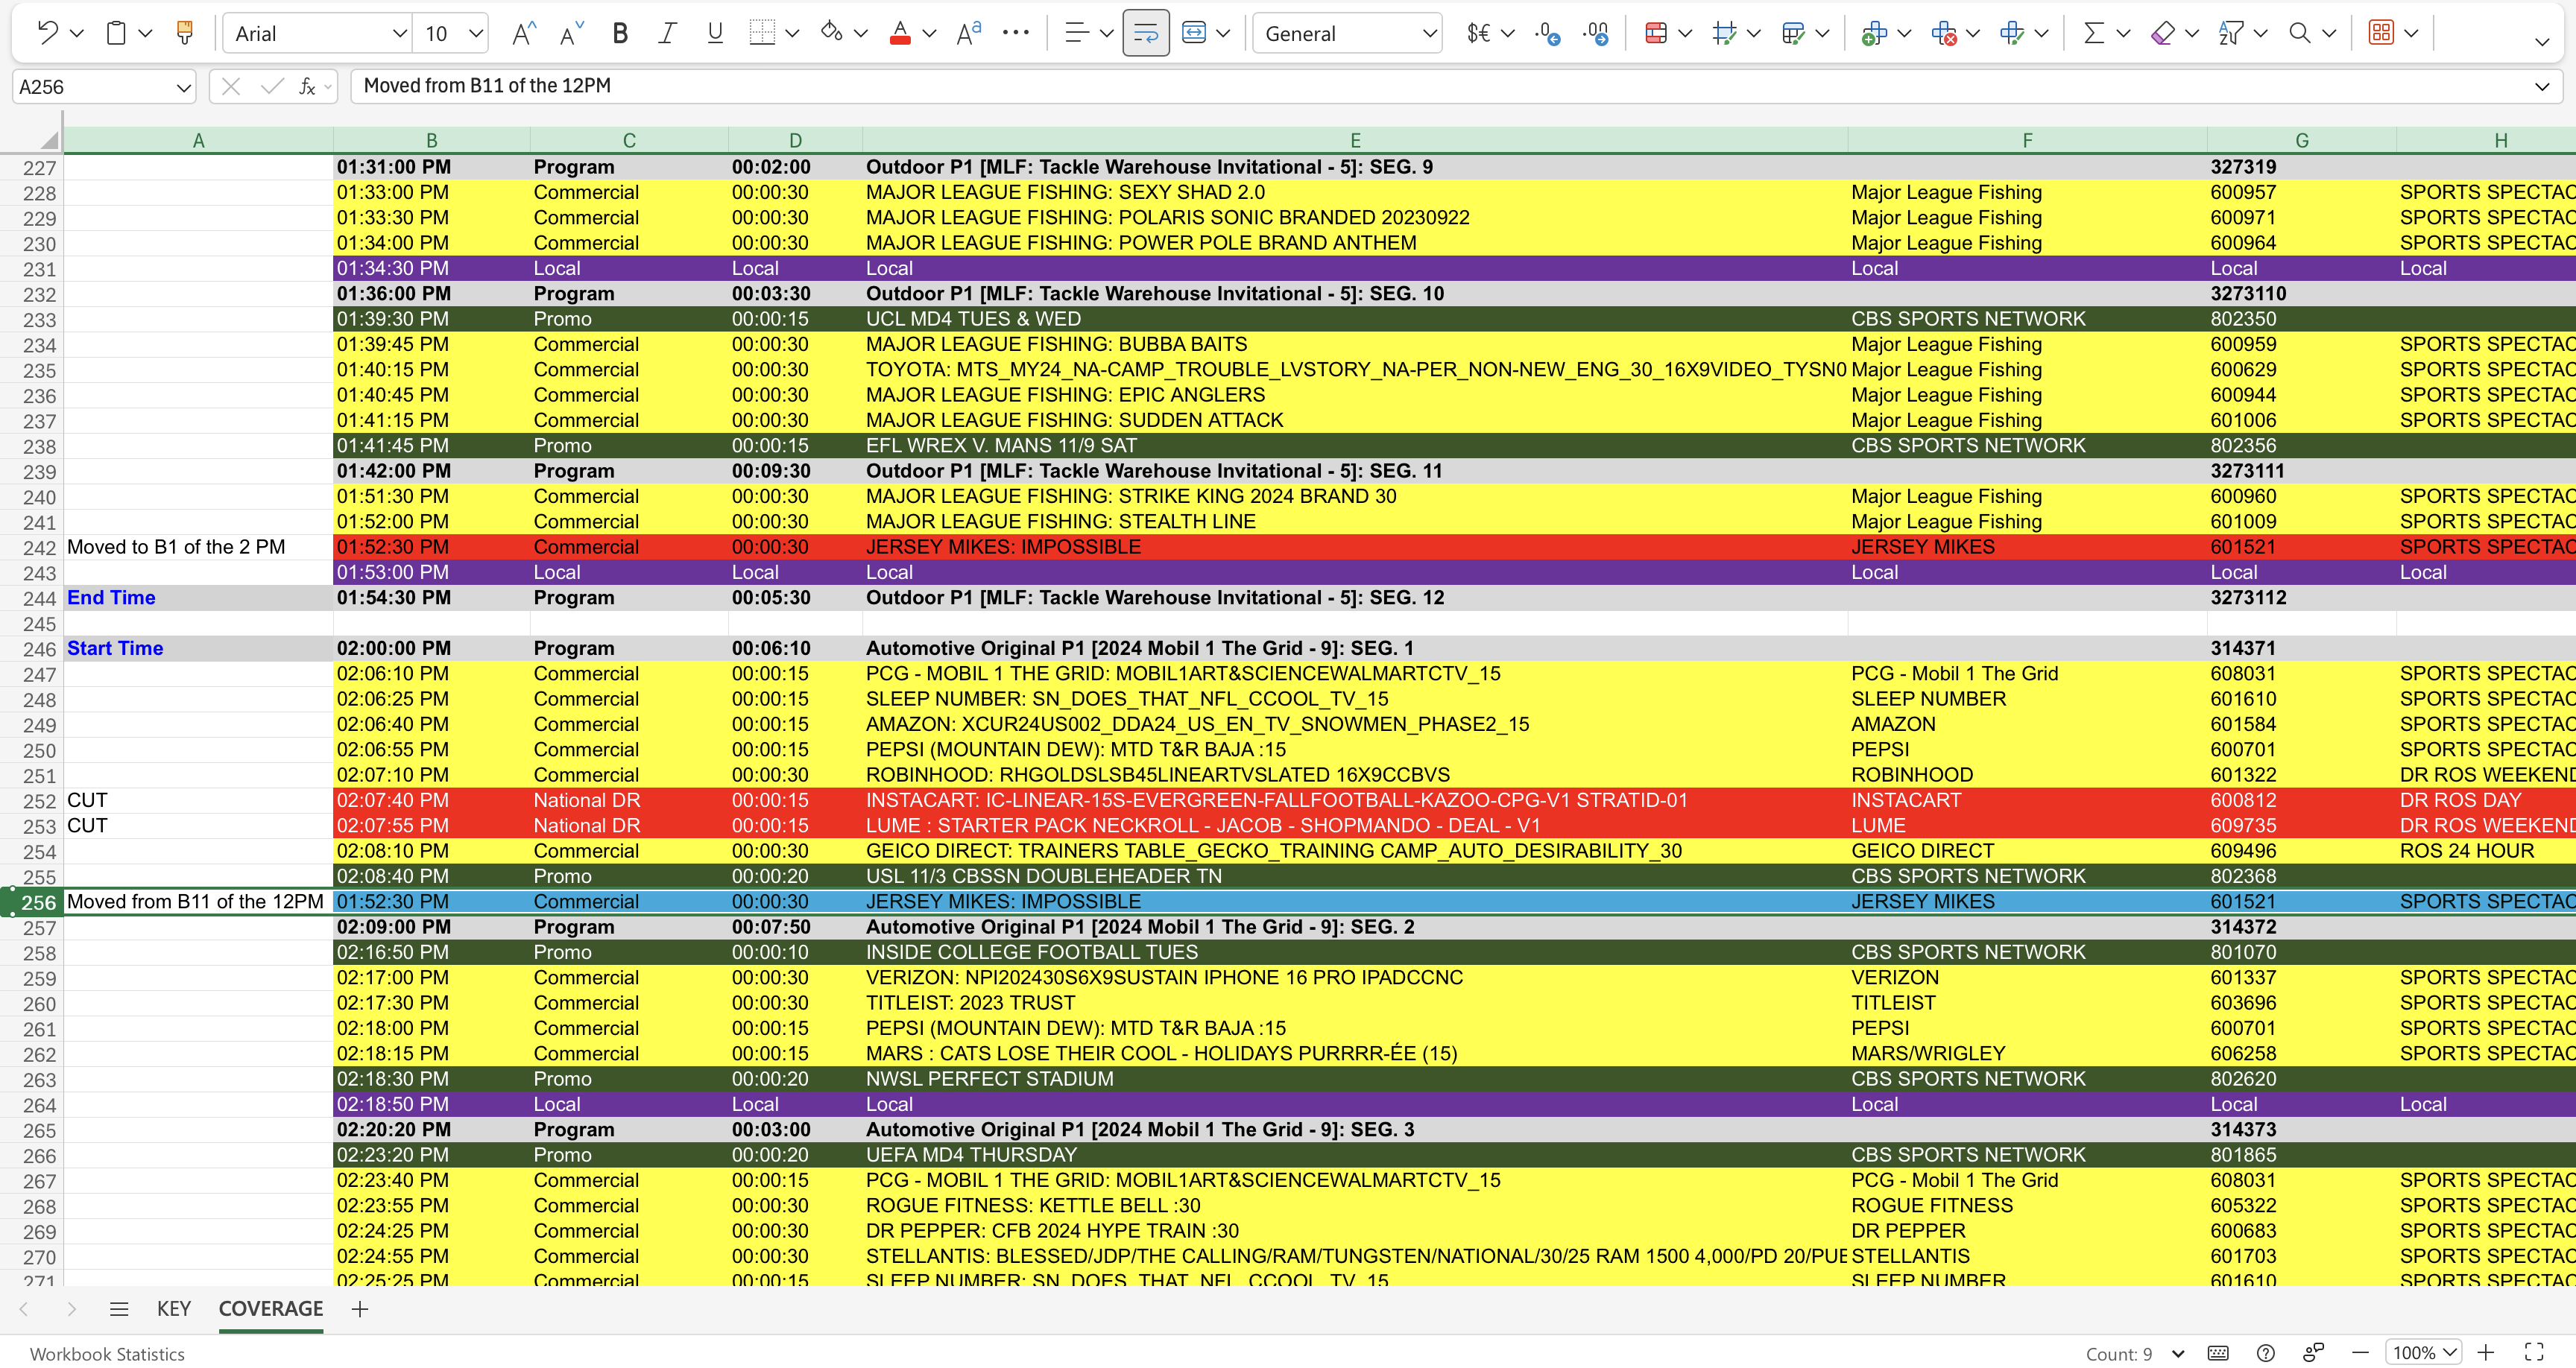 Arial 10 General $€
A256 fx Moved from B11 of the 12PM
A B C D E F G H
227 01:31:00 PM Program 00:02:00 Outdoor P1 [MLF: Tackle Warehouse Invitational - 5]: SEG. 9 327319
228 01:33:00 PM Commercial 00:00:30 MAJOR LEAGUE FISHING: SEXY SHAD 2.0 Major League Fishing 600957 SPORTS SPECTAC
229 01:33:30 PM Commercial 00:00:30 MAJOR LEAGUE FISHING: POLARIS SONIC BRANDED 20230922 Major League Fishing 600971 SPORTS SPECTAC
230 01:34:00 PM Commercial 00:00:30 MAJOR LEAGUE FISHING: POWER POLE BRAND ANTHEM Major League Fishing 600964 SPORTS SPECTAC
231 01:34:30 PM Local Local Local Local Local Local
232 01:36:00 PM Program 00:03:30 Outdoor P1 [MLF: Tackle Warehouse Invitational - 5]: SEG. 10 3273110
233 01:39:30 PM Promo 00:00:15 UCL MD4 TUES & WED CBS SPORTS NETWORK 802350
234 01:39:45 PM Commercial 00:00:30 MAJOR LEAGUE FISHING: BUBBA BAITS Major League Fishing 600959 SPORTS SPECTAC
235 01:40:15 PM Commercial 00:00:30 TOYOTA: MTS_MY24_NA-CAMP_TROUBLE_LVSTORY_NA-PER_NON-NEW_ENG_30_16X9VIDEO_TYSN0 Major League Fishing 600629 SPORTS SPECTAC
236 01:40:45 PM Commercial 00:00:30 MAJOR LEAGUE FISHING: EPIC ANGLERS Major League Fishing 600944 SPORTS SPECTAC
237 01:41:15 PM Commercial 00:00:30 MAJOR LEAGUE FISHING: SUDDEN ATTACK Major League Fishing 601006 SPORTS SPECTAC
238 01:41:45 PM Promo 00:00:15 EFL WREX V. MANS 11/9 SAT CBS SPORTS NETWORK 802356
239 01:42:00 PM Program 00:09:30 Outdoor P1 [MLF: Tackle Warehouse Invitational - 5]: SEG. 11 3273111
240 01:51:30 PM Commercial 00:00:30 MAJOR LEAGUE FISHING: STRIKE KING 2024 BRAND 30 Major League Fishing 600960 SPORTS SPECTAC
241 01:52:00 PM Commercial 00:00:30 MAJOR LEAGUE FISHING: STEALTH LINE Major League Fishing 601009 SPORTS SPECTAC
242 Moved to B1 of the 2 PM 01:52:30 PM Commercial 00:00:30 JERSEY MIKES: IMPOSSIBLE JERSEY MIKES 601521 SPORTS SPECTAC
243 01:53:00 PM Local Local Local Local Local Local
244 End Time 01:54:30 PM Program 00:05:30 Outdoor P1 [MLF: Tackle Warehouse Invitational - 5]: SEG. 12 3273112
245
246 Start Time 02:00:00 PM Program 00:06:10 Automotive Original P1 [2024 Mobil 1 The Grid - 9]: SEG. 1 314371
247 02:06:10 PM Commercial 00:00:15 PCG - MOBIL 1 THE GRID: MOBIL1ART&SCIENCEWALMARTCTV_15 PCG - Mobil 1 The Grid 608031 SPORTS SPECTAC
248 02:06:25 PM Commercial 00:00:15 SLEEP NUMBER: SN_DOES_THAT_NFL_CCOOL_TV_15 SLEEP NUMBER 601610 SPORTS SPECTAC
249 02:06:40 PM Commercial 00:00:15 AMAZON: XCUR24US002_DDA24_US_EN_TV_SNOWMEN_PHASE2_15 AMAZON 601584 SPORTS SPECTAC
250 02:06:55 PM Commercial 00:00:15 PEPSI (MOUNTAIN DEW): MTD T&R BAJA :15 PEPSI 600701 SPORTS SPECTAC
251 02:07:10 PM Commercial 00:00:30 ROBINHOOD: RHGOLDSLSB45LINEARTVSLATED 16X9CCBVS ROBINHOOD 601322 DR ROS WEEKEND
252 CUT 02:07:40 PM National DR 00:00:15 INSTACART: IC-LINEAR-15S-EVERGREEN-FALLFOOTBALL-KAZOO-CPG-V1 STRATID-01 INSTACART 600812 DR ROS DAY
253 CUT 02:07:55 PM National DR 00:00:15 LUME : STARTER PACK NECKROLL - JACOB - SHOPMANDO - DEAL - V1 LUME 609735 DR ROS WEEKEND
254 02:08:10 PM Commercial 00:00:30 GEICO DIRECT: TRAINERS TABLE_GECKO_TRAINING CAMP_AUTO_DESIRABILITY_30 GEICO DIRECT 609496 ROS 24 HOUR
255 02:08:40 PM Promo 00:00:20 USL 11/3 CBSSN DOUBLEHEADER TN CBS SPORTS NETWORK 802368
256 Moved from B11 of the 12PM 01:52:30 PM Commercial 00:00:30 JERSEY MIKES: IMPOSSIBLE JERSEY MIKES 601521 SPORTS SPECTAC
257 02:09:00 PM Program 00:07:50 Automotive Original P1 [2024 Mobil 1 The Grid - 9]: SEG. 2 314372
258 02:16:50 PM Promo 00:00:10 INSIDE COLLEGE FOOTBALL TUES CBS SPORTS NETWORK 801070
259 02:17:00 PM Commercial 00:00:30 VERIZON: NPI202430S6X9SUSTAIN IPHONE 16 PRO IPADCCNC VERIZON 601337 SPORTS SPECTAC
260 02:17:30 PM Commercial 00:00:30 TITLEIST: 2023 TRUST TITLEIST 603696 SPORTS SPECTAC
261 02:18:00 PM Commercial 00:00:15 PEPSI (MOUNTAIN DEW): MTD T&R BAJA :15 PEPSI 600701 SPORTS SPECTAC
262 02:18:15 PM Commercial 00:00:15 MARS : CATS LOSE THEIR COOL - HOLIDAYS PURRRR-ÉE (15) MARS/WRIGLEY 606258 SPORTS SPECTAC
263 02:18:30 PM Promo 00:00:20 NWSL PERFECT STADIUM CBS SPORTS NETWORK 802620
264 02:18:50 PM Local Local Local Local Local Local
265 02:20:20 PM Program 00:03:00 Automotive Original P1 [2024 Mobil 1 The Grid - 9]: SEG. 3 314373
266 02:23:20 PM Promo 00:00:20 UEFA MD4 THURSDAY CBS SPORTS NETWORK 801865
267 02:23:40 PM Commercial 00:00:15 PCG - MOBIL 1 THE GRID: MOBIL1ART&SCIENCEWALMARTCTV_15 PCG - Mobil 1 The Grid 608031 SPORTS SPECTAC
268 02:23:55 PM Commercial 00:00:30 ROGUE FITNESS: KETTLE BELL :30 ROGUE FITNESS 605322 SPORTS SPECTAC
269 02:24:25 PM Commercial 00:00:30 DR PEPPER: CFB 2024 HYPE TRAIN :30 DR PEPPER 600683 SPORTS SPECTAC
270 02:24:55 PM Commercial 00:00:30 STELLANTIS: BLESSED/JDP/THE CALLING/RAM/TUNGSTEN/NATIONAL/30/25 RAM 1500 4,000/PD 20/PUE STELLANTIS 601703 SPORTS SPECTAC
271 02:25:25 PM Commercial 00:00:15 SLEEP NUMBER: SN_DOES_THAT_NFL_CCOOL_TV_15 SLEEP NUMBER 601610 SPORTS SPECTAC
KEY COVERAGE
Workbook Statistics Count: 9 100%